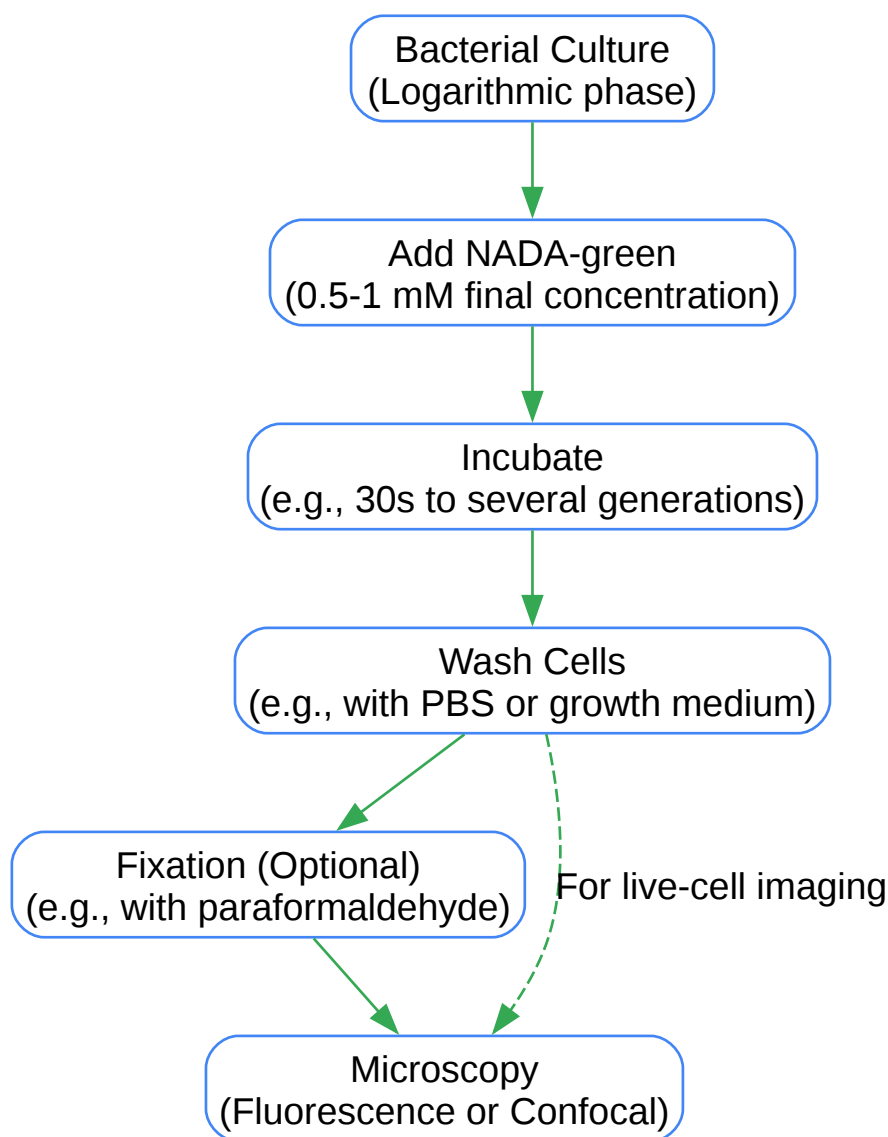 Bacterial Culture
(Logarithmic phase)
Add NADA-green
(0.5-1 mM final concentration)
Incubate
(e.g., 30s to several generations)
Wash Cells
(e.g., with PBS or growth medium)
Fixation (Optional)
(e.g., with paraformaldehyde)
For live-cell imaging
Microscopy
(Fluorescence or Confocal)